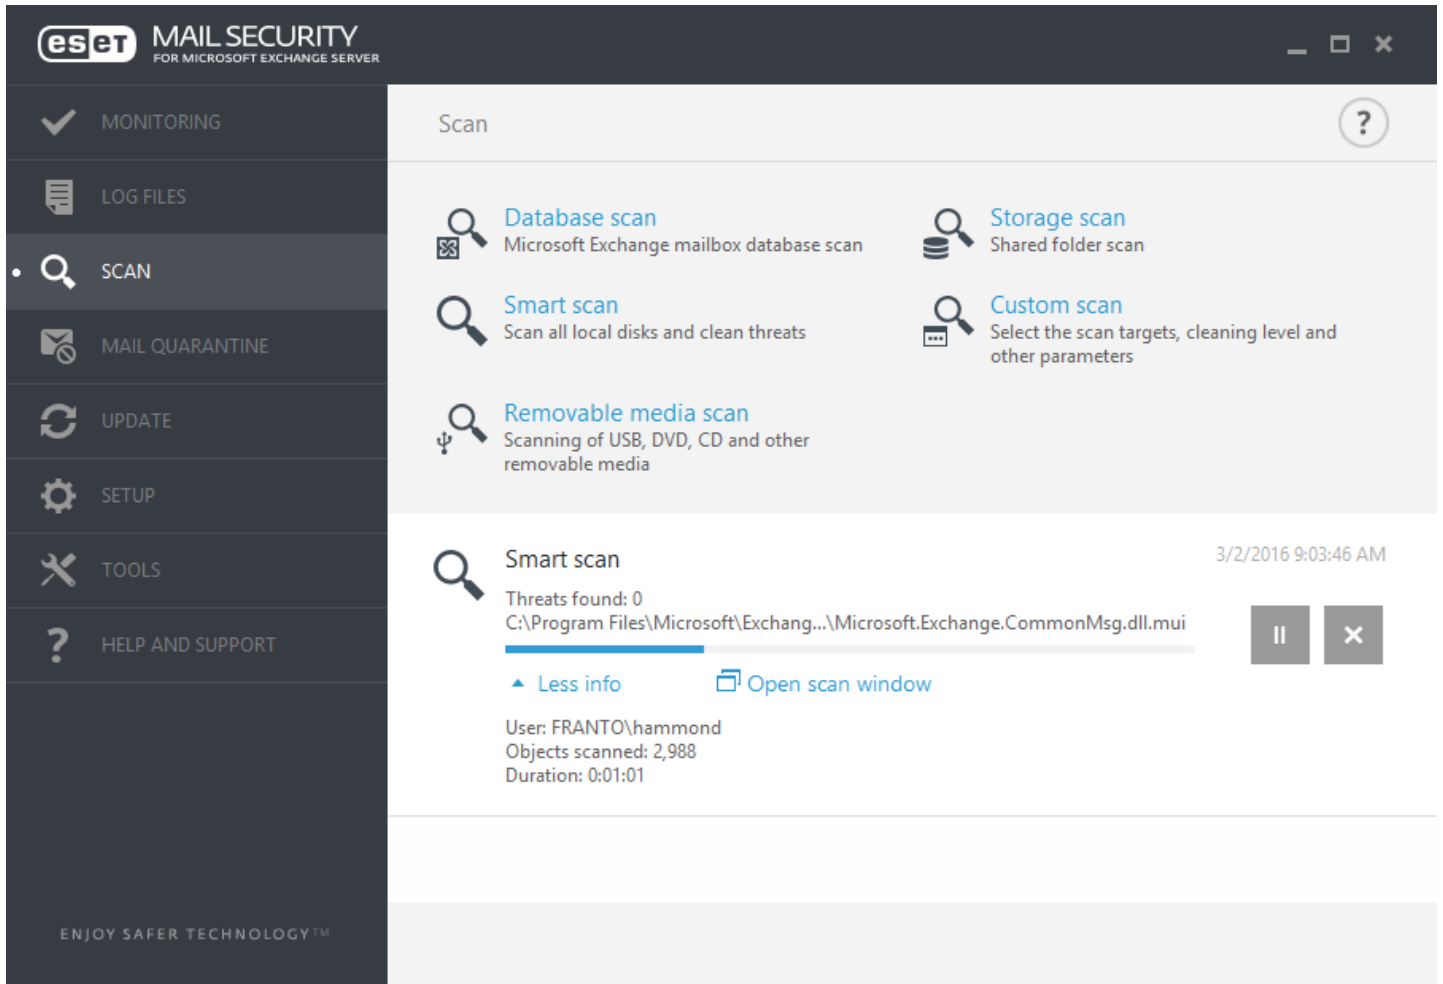 eset MAIL SECURITY
FOR MICROSOFT EXCHANGE SERVER
MONITORING
LOG FILES
SCAN
MAIL QUARANTINE
UPDATE
SETUP
TOOLS
? HELP AND SUPPORT
ENJOY SAFER TECHNOLOGY™
Scan
?
Database scan
Microsoft Exchange mailbox database scan
Storage scan
Shared folder scan
Smart scan
Scan all local disks and clean threats
Custom scan
Select the scan targets, cleaning level and
other parameters
Removable media scan
Scanning of USB, DVD, CD and other
removable media
Smart scan
3/2/2016 9:03:46 AM
Threats found: 0
C:\Program Files\Microsoft\Exchang...\Microsoft.Exchange.CommonMsg.dll.mui
Less info
Open scan window
User: FRANTO\hammond
Objects scanned: 2,988
Duration: 0:01:01